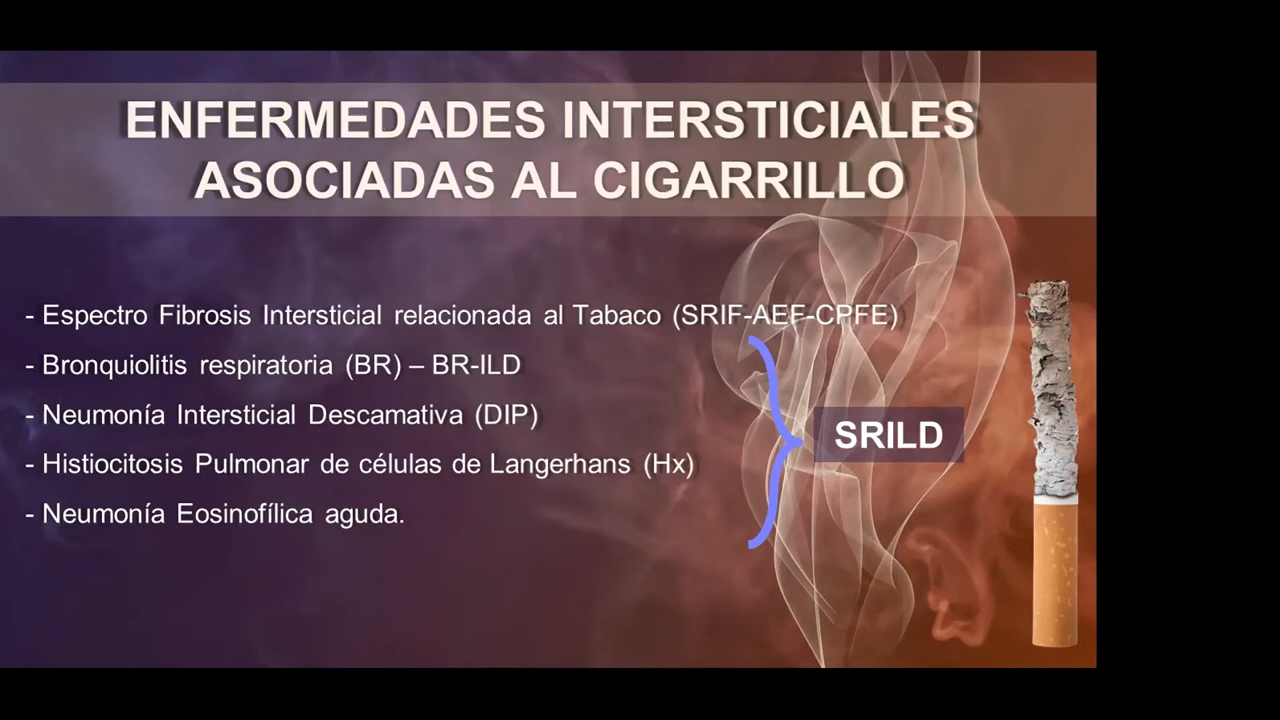 ENFERMEDADES INTERSTICIALES
ASOCIADAS AL CIGARRILLO
- Espectro Fibrosis Intersticial relacionada al Tabaco (SRIF-AEF-CPFE)
- Bronquiolitis respiratoria (BR) – BR-ILD
- Neumonía Intersticial Descamativa (DIP)
- Histiocitosis Pulmonar de células de Langerhans (Hx)
- Neumonía Eosinofílica aguda.
SRILD